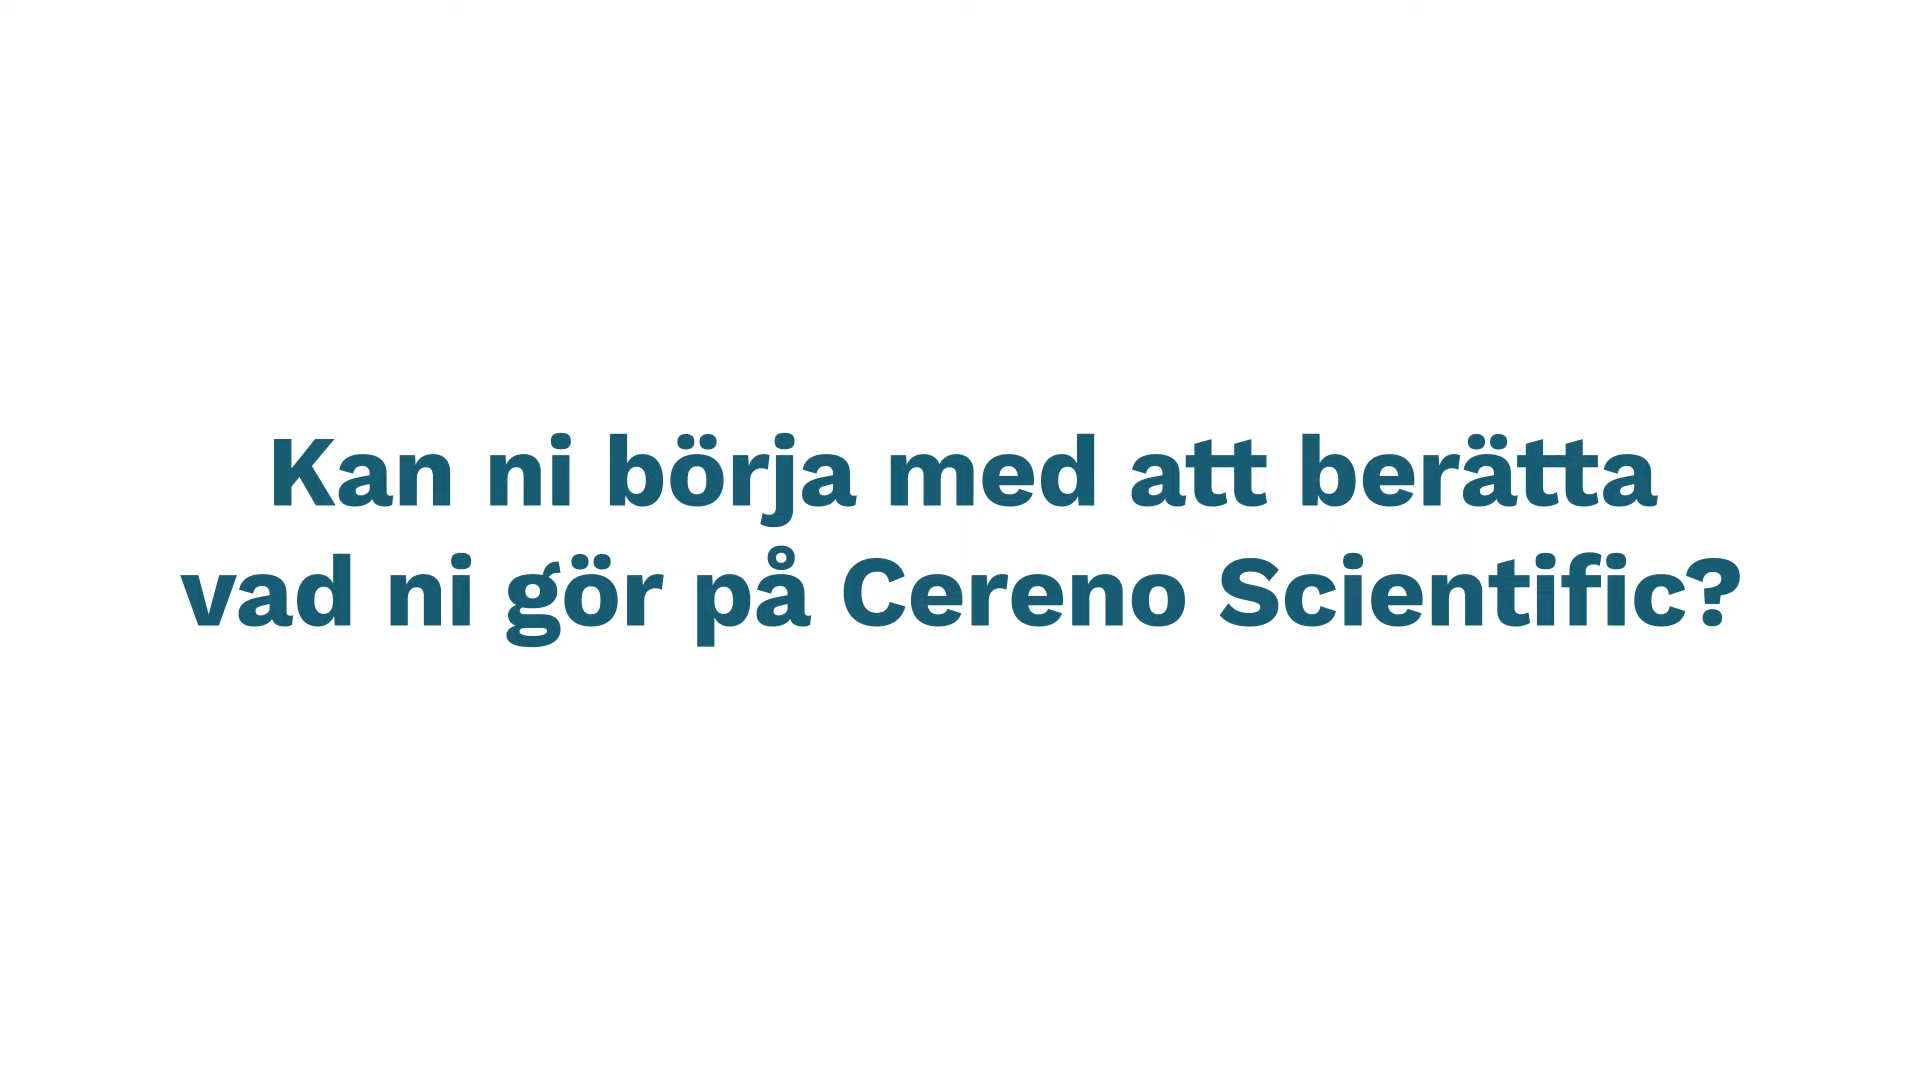 Kan ni börja med att berätta
vad ni gör på Cereno Scientific?